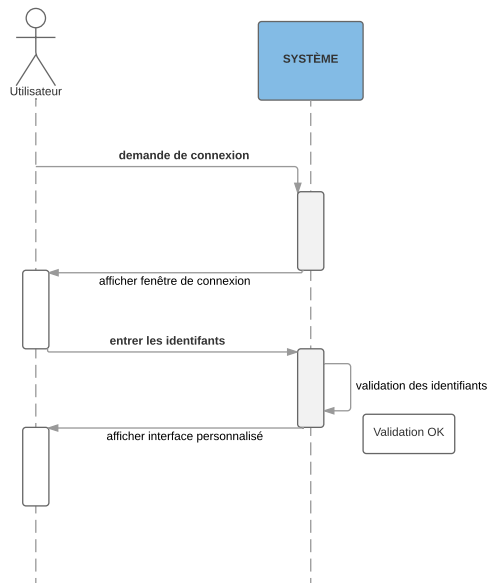 Utilisateur
SYSTÈME
demande de connexion
afficher fenêtre de connexion
entrer les identifants
validation des identifiants
Validation OK
afficher interface personnalisé